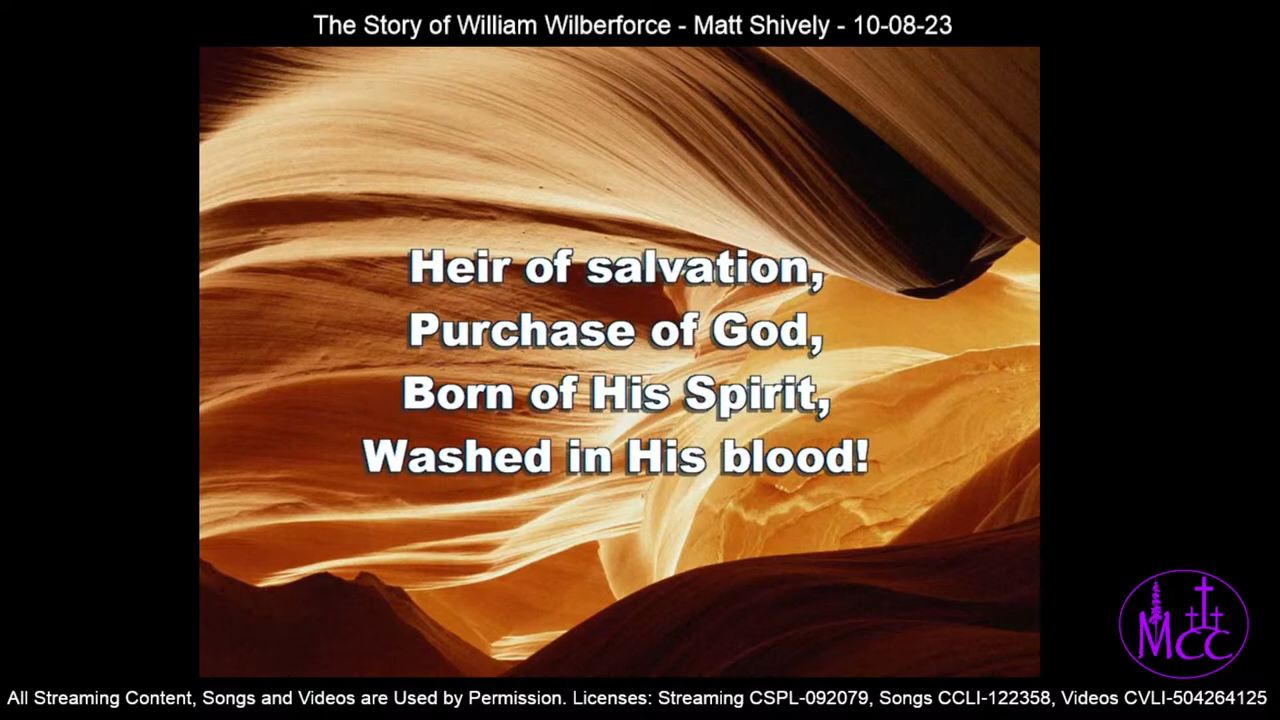 The Story of William Wilberforce - Matt Shively - 10-08-23
Heir of salvation,
Purchase of God,
Born of His Spirit,
Washed in His blood!
MCC
All Streaming Content, Songs and Videos are Used by Permission. Licenses: Streaming CSPL-092079, Songs CCLI-122358, Videos CVLI-504264125